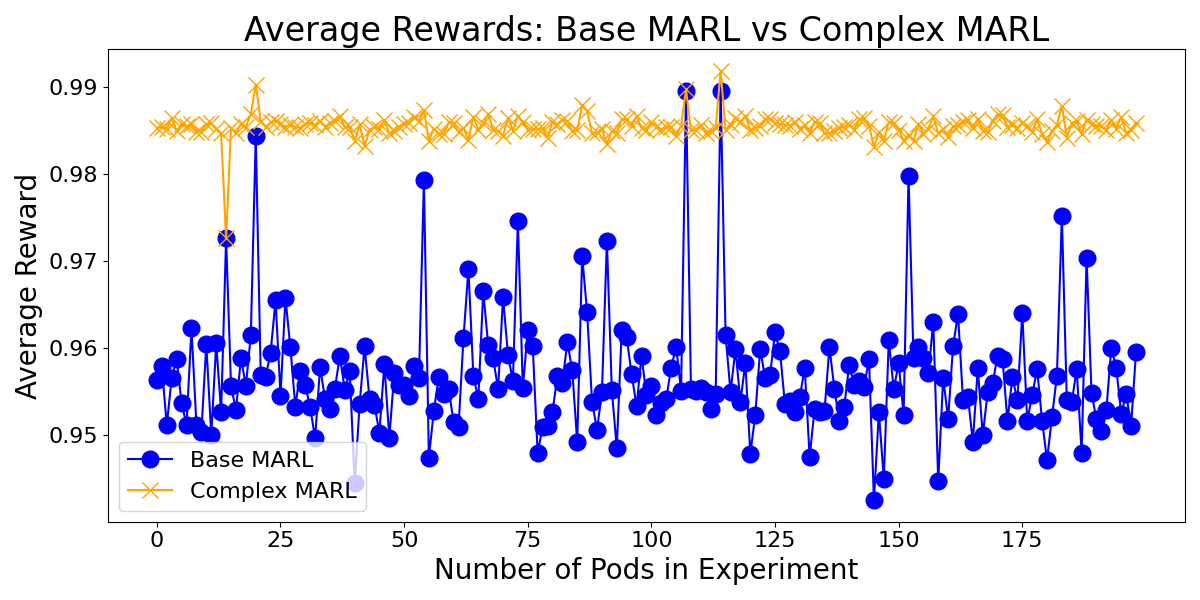 Average Rewards: Base MARL vs Complex MARL
Average Reward
0.99
0.98
0.97
0.96
0.95
Base MARL
Complex MARL
0 25 50 75 100 125 150 175
Number of Pods in Experiment